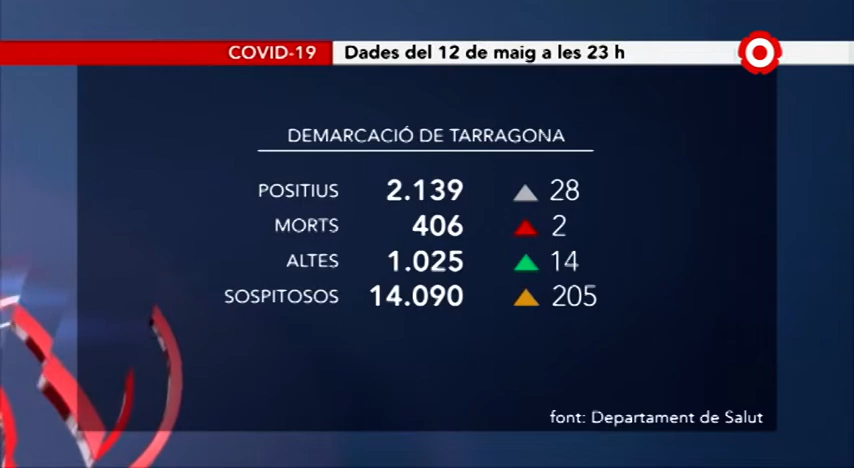 COVID-19 Dades del 12 de maig a les 23 h
DEMARCACIÓ DE TARRAGONA
POSITIUS 2.139 28
MORTS 406 2
ALTES 1.025 14
SOSPITOSOS 14.090 205
font: Departament de Salut